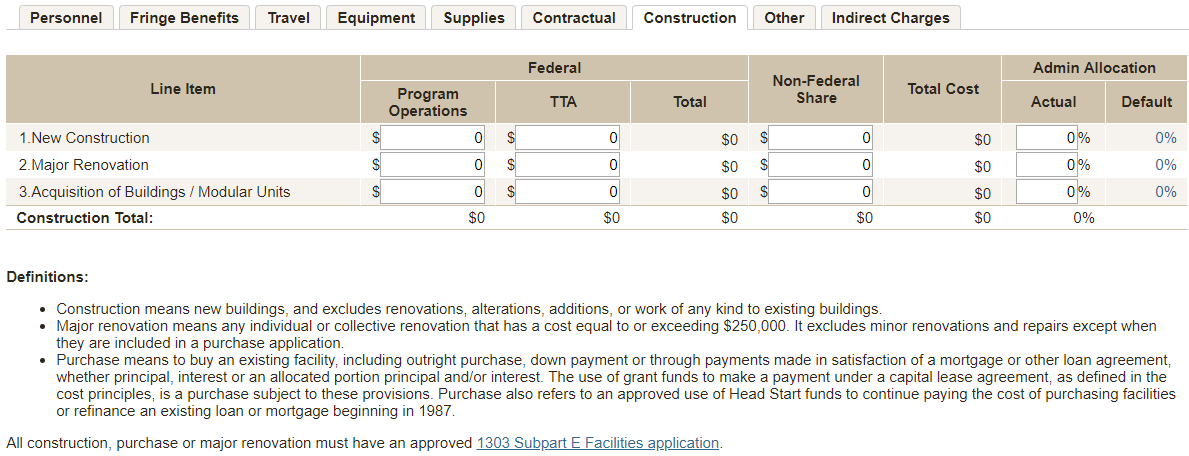 Personnel Fringe Benefits Travel Equipment Supplies Contractual Construction Other Indirect Charges
Line Item Federal Non-Federal Share Total Cost Admin Allocation
Program Operations TTA Total Actual Default
1.New Construction $ 0 $ 0 $0 $ 0 $0 0% 0%
2.Major Renovation $ 0 $ 0 $0 $ 0 $0 0% 0%
3.Acquisition of Buildings / Modular Units $ 0 $ 0 $0 $ 0 $0 0% 0%
Construction Total: $0 $0 $0 $0 $0 0%
Definitions:
• Construction means new buildings, and excludes renovations, alterations, additions, or work of any kind to existing buildings.
• Major renovation means any individual or collective renovation that has a cost equal to or exceeding $250,000. It excludes minor renovations and repairs except when
they are included in a purchase application.
• Purchase means to buy an existing facility, including outright purchase, down payment or through payments made in satisfaction of a mortgage or other loan agreement,
whether principal, interest or an allocated portion principal and/or interest. The use of grant funds to make a payment under a capital lease agreement, as defined in the
cost principles, is a purchase subject to these provisions. Purchase also refers to an approved use of Head Start funds to continue paying the cost of purchasing facilities
or refinance an existing loan or mortgage beginning in 1987.
All construction, purchase or major renovation must have an approved 1303 Subpart E Facilities application.